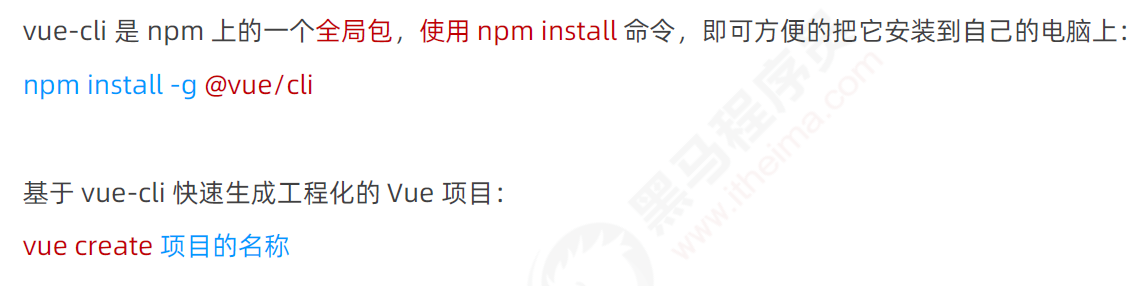 vue-cli 是 npm 上的一个全局包，使用 npm install 命令，即可方便的把它安装到自己的电脑上：
npm install -g @vue/cli
基于 vue-cli 快速生成工程化的 Vue 项目：
vue create 项目的名称
黑马程序员
www.itheima.com